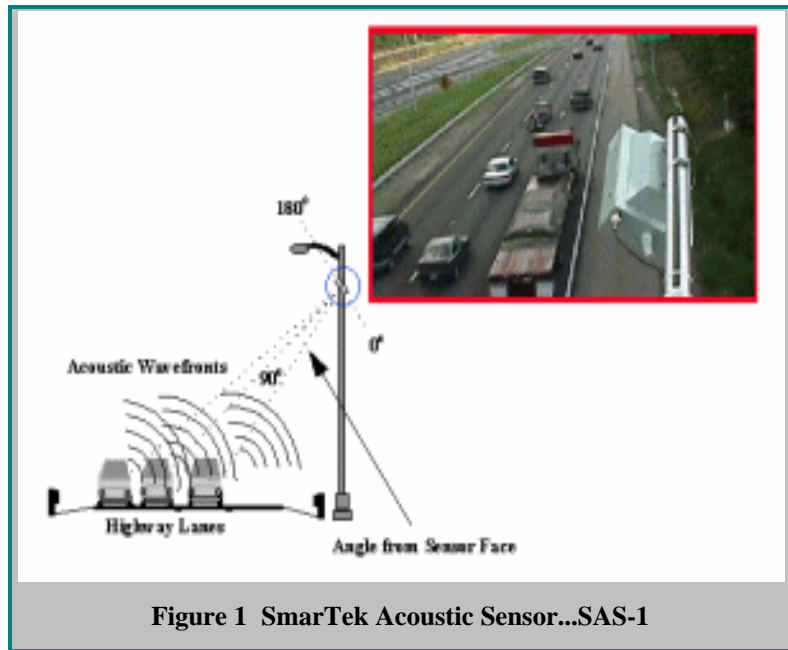 180°
0°
Acoustic Wavefronts
90°
Highway Lanes
Angle from Sensor Face
Figure 1 SmarTek Acoustic Sensor...SAS-1